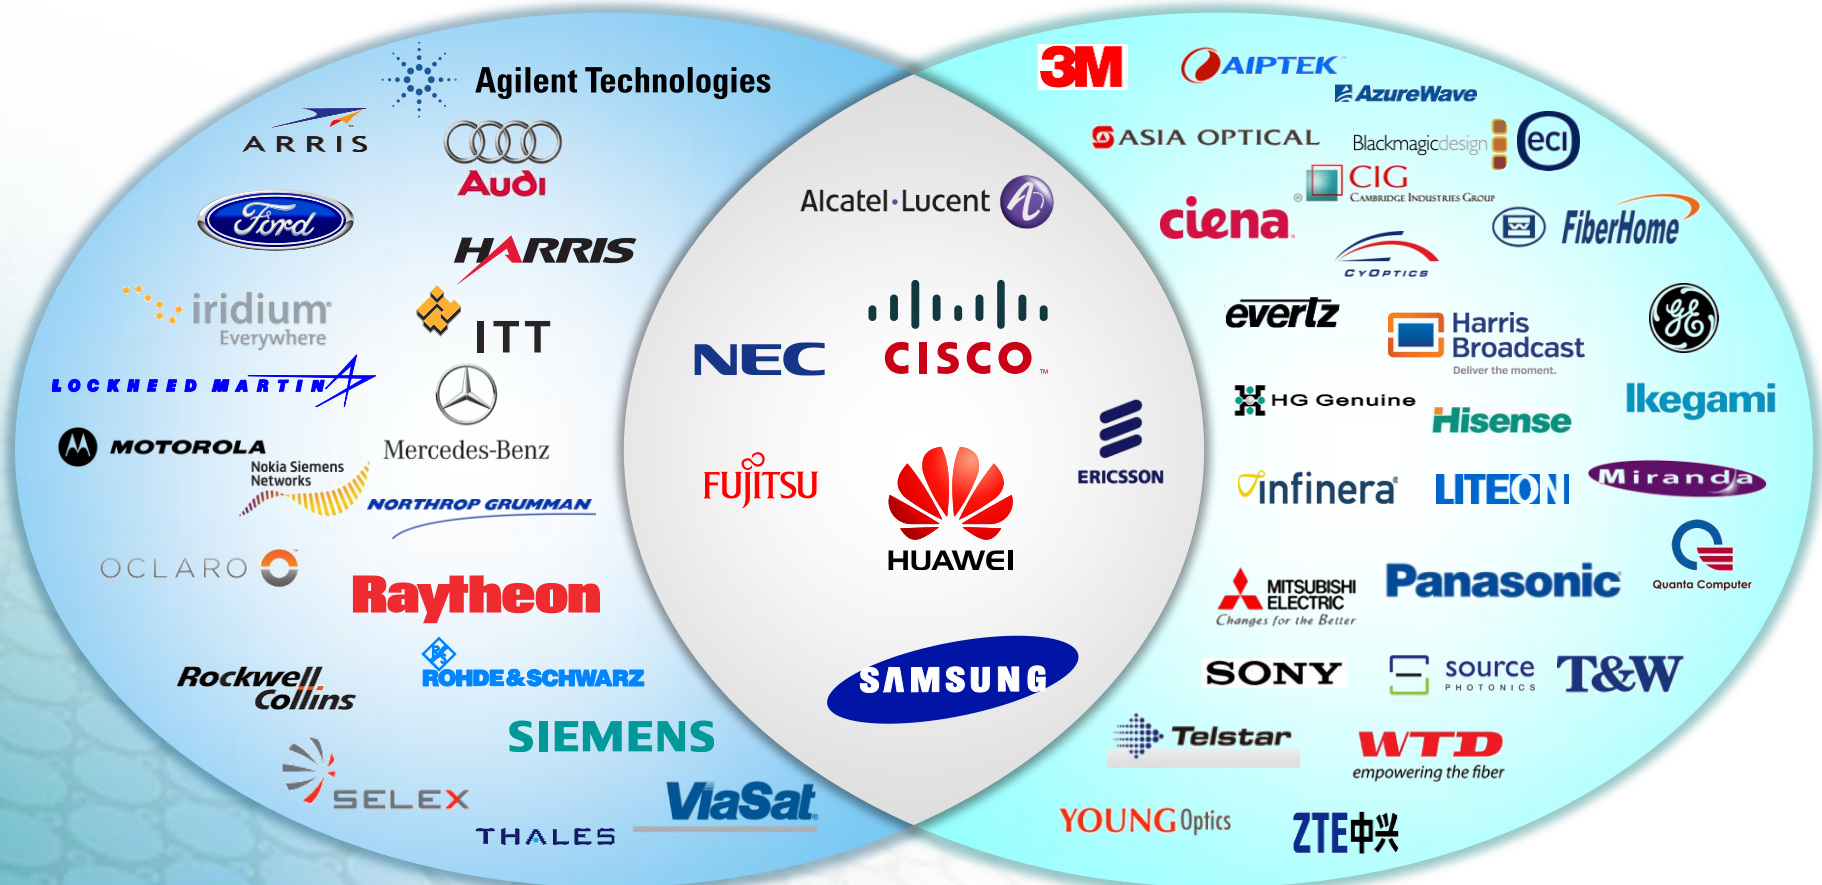 Agilent Technologies
ARRIS
Audi
Ford
HARRIS
iridium
Everywhere
ITT
LOCKHEED MARTIN
Mercedes-Benz
MOTOROLA
Nokia Siemens
Networks
NORTHROP GRUMMAN
OCLARO
Raytheon
Rockwell
Collins
ROHDE & SCHWARZ
SIEMENS
SELEX
ViaSat
THALES
Alcatel·Lucent
NEC
CISCO™
FUJITSU
ERICSSON
HUAWEI
SAMSUNG
3M
AIPTEK
AzureWave
ASIA OPTICAL
Blackmagicdesign
eci
CIG
CAMBRIDGE INDUSTRIES GROUP
ciena
FiberHome
CYOPTICS
evertz
Harris
Broadcast
Deliver the moment.
GE
HG Genuine
Hisense
Ikegami
infinera
LITEON
Miranda
MITSUBISHI
ELECTRIC
Changes for the Better
Panasonic
Quanta Computer
SONY
source
PHOTONICS
T&W
Telstar
WTD
empowering the fiber
YOUNG Optics
ZTE中兴